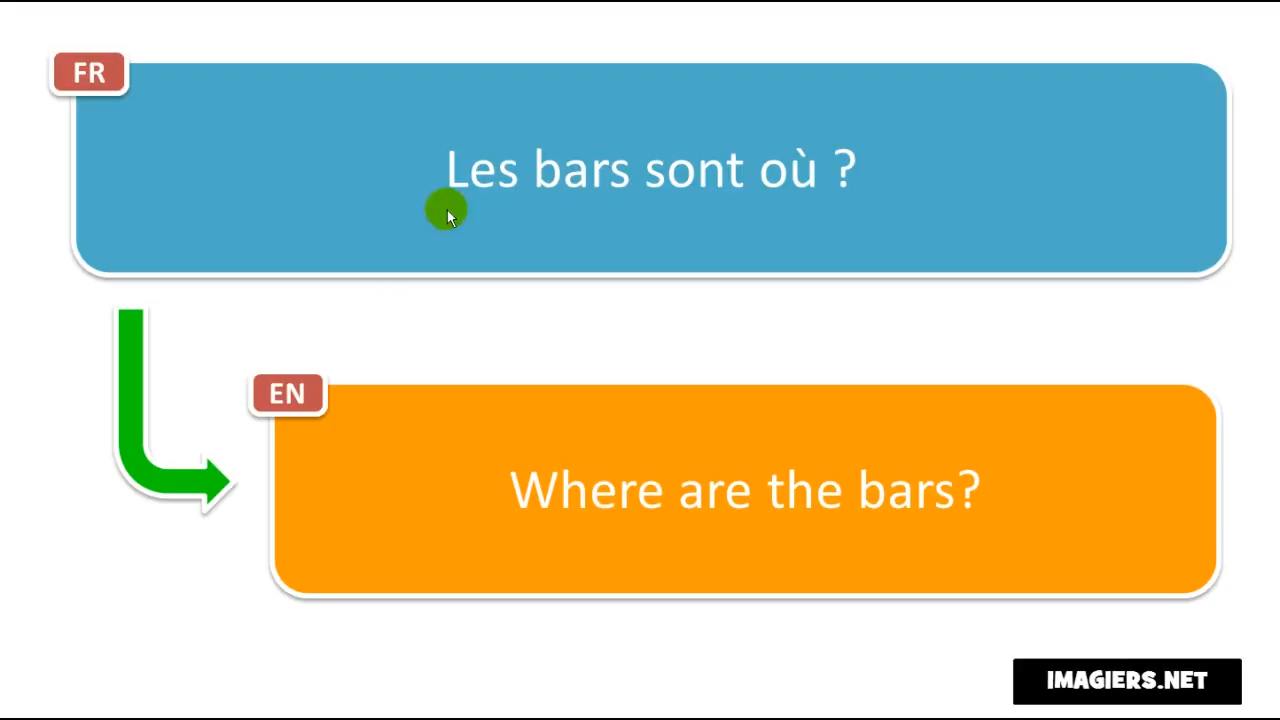 FR
Les bars sont où ?
EN
Where are the bars?
IMAGIERS.NET